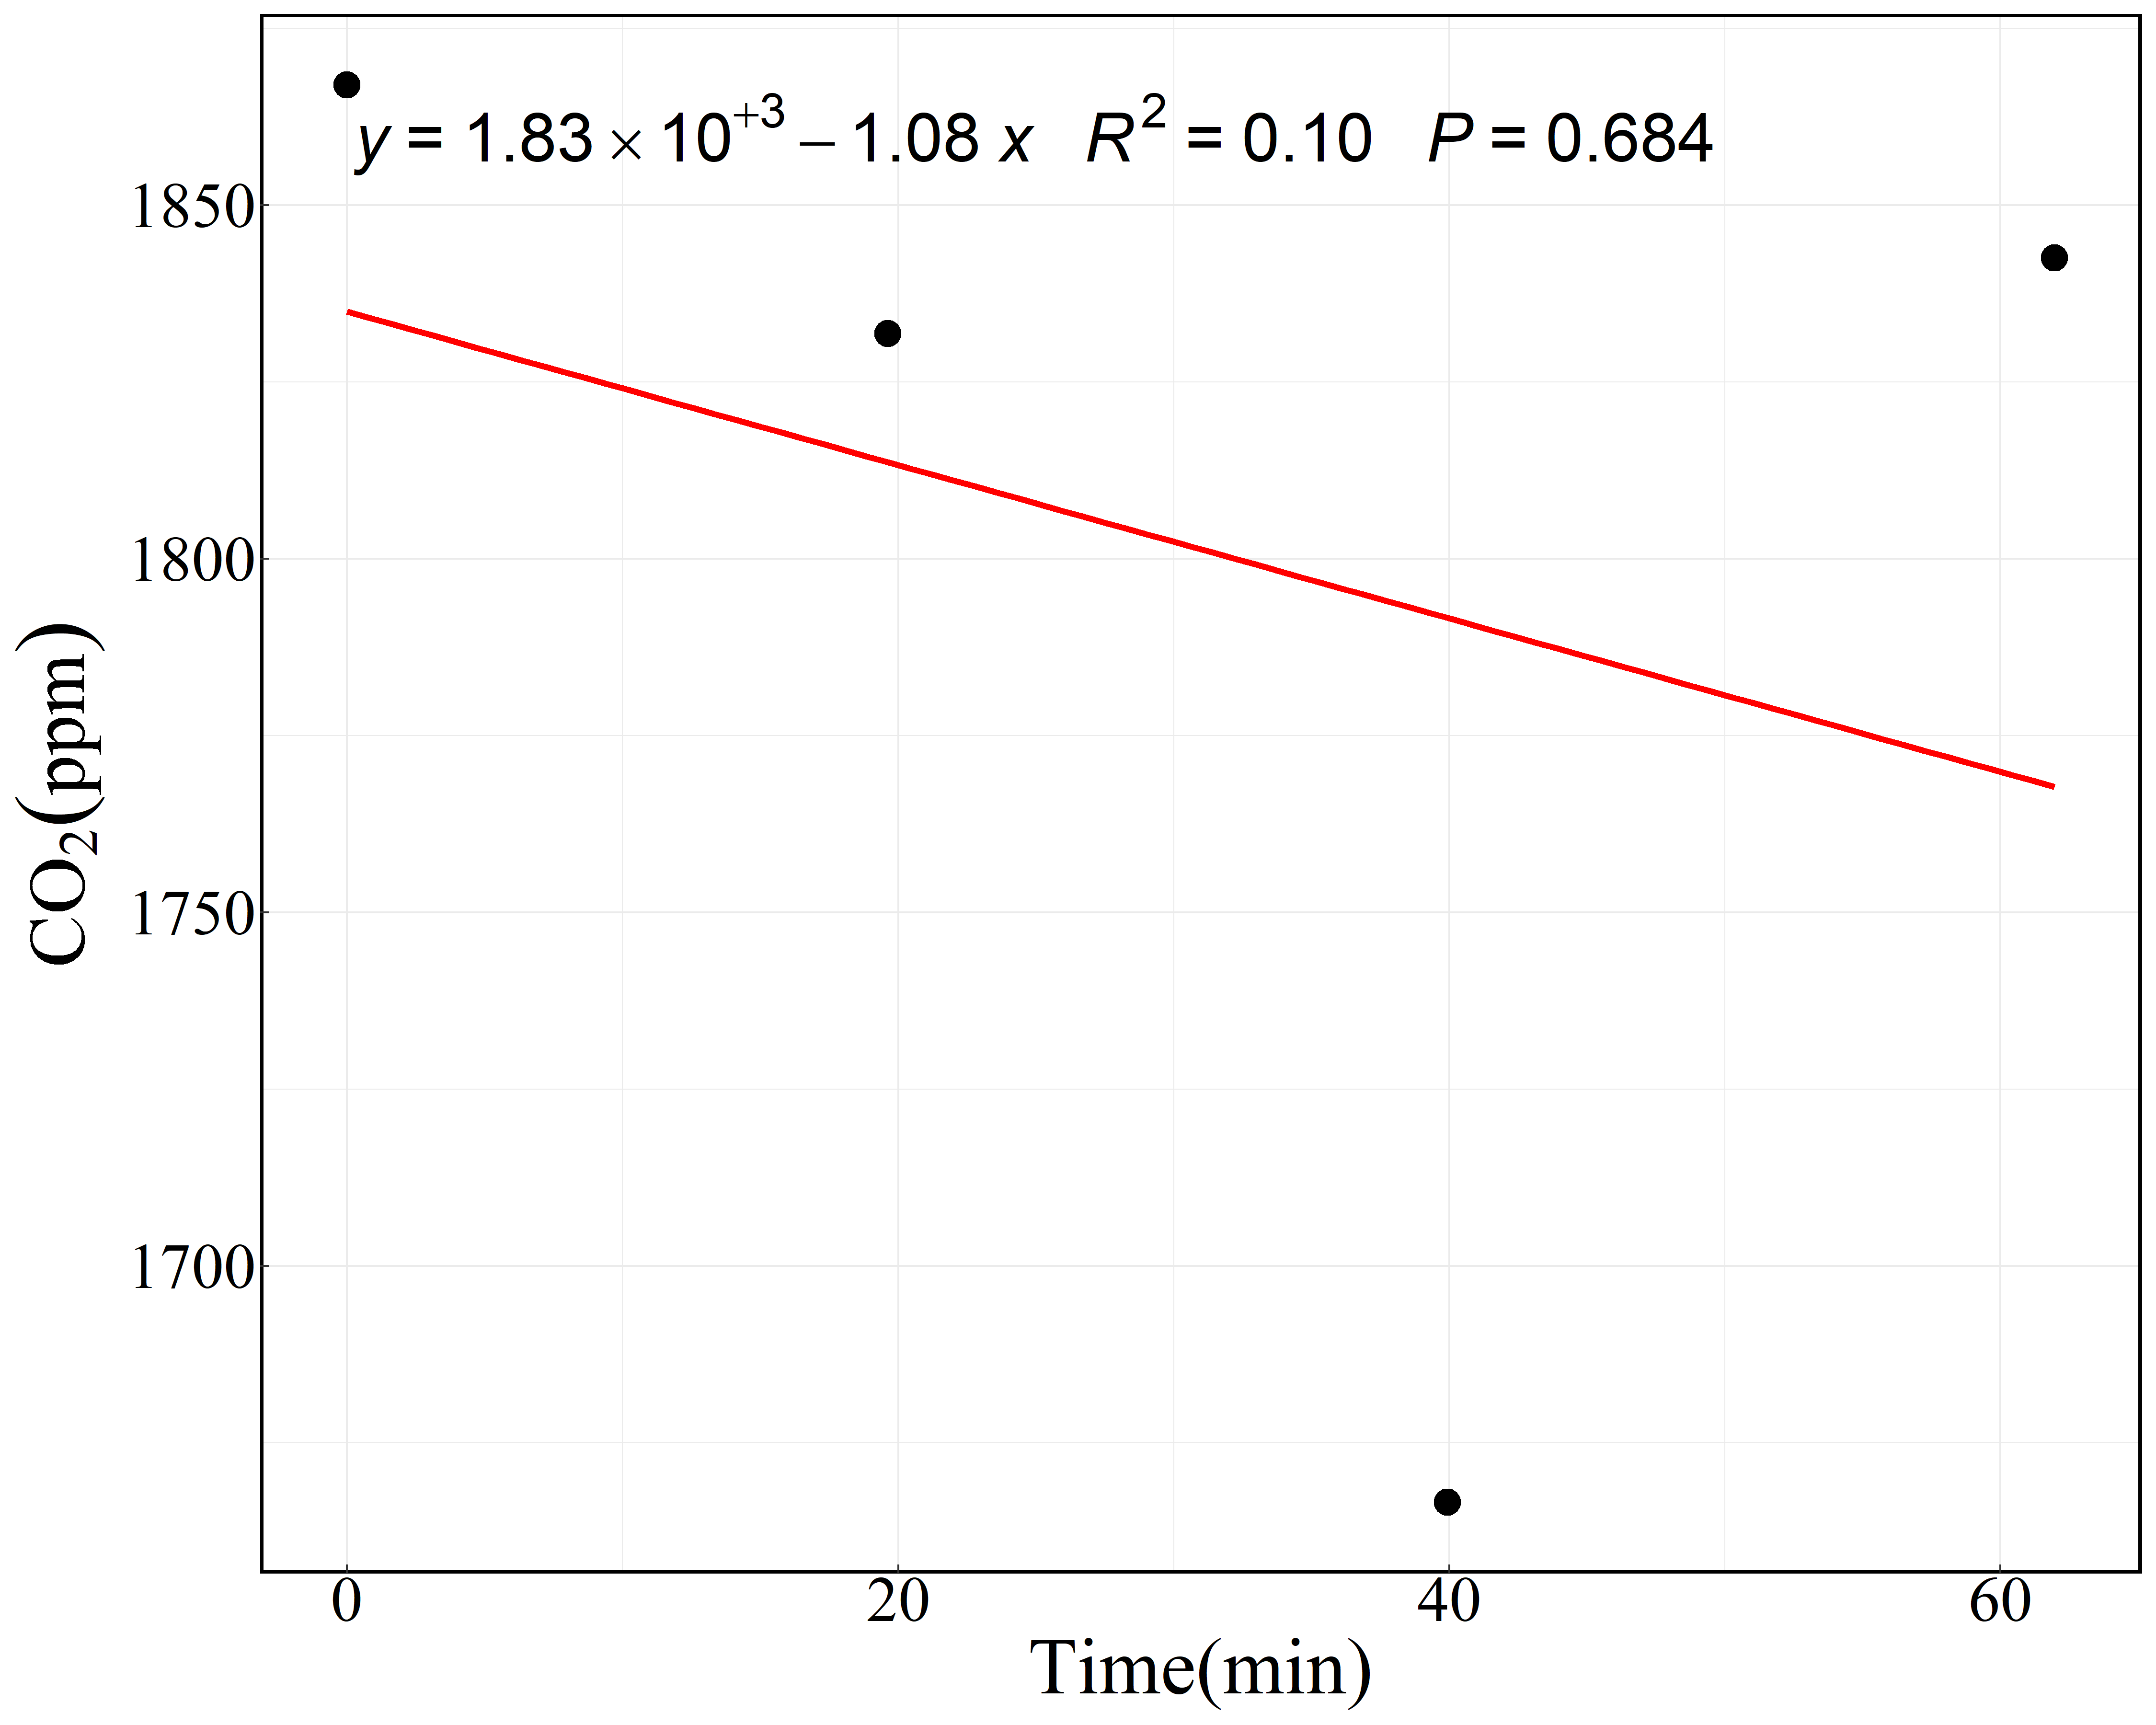 y = 1.83 × 10⁺³ − 1.08 x R² = 0.10 P = 0.684
1850
1800
1750
1700
CO₂(ppm)
0 20 40 60
Time(min)